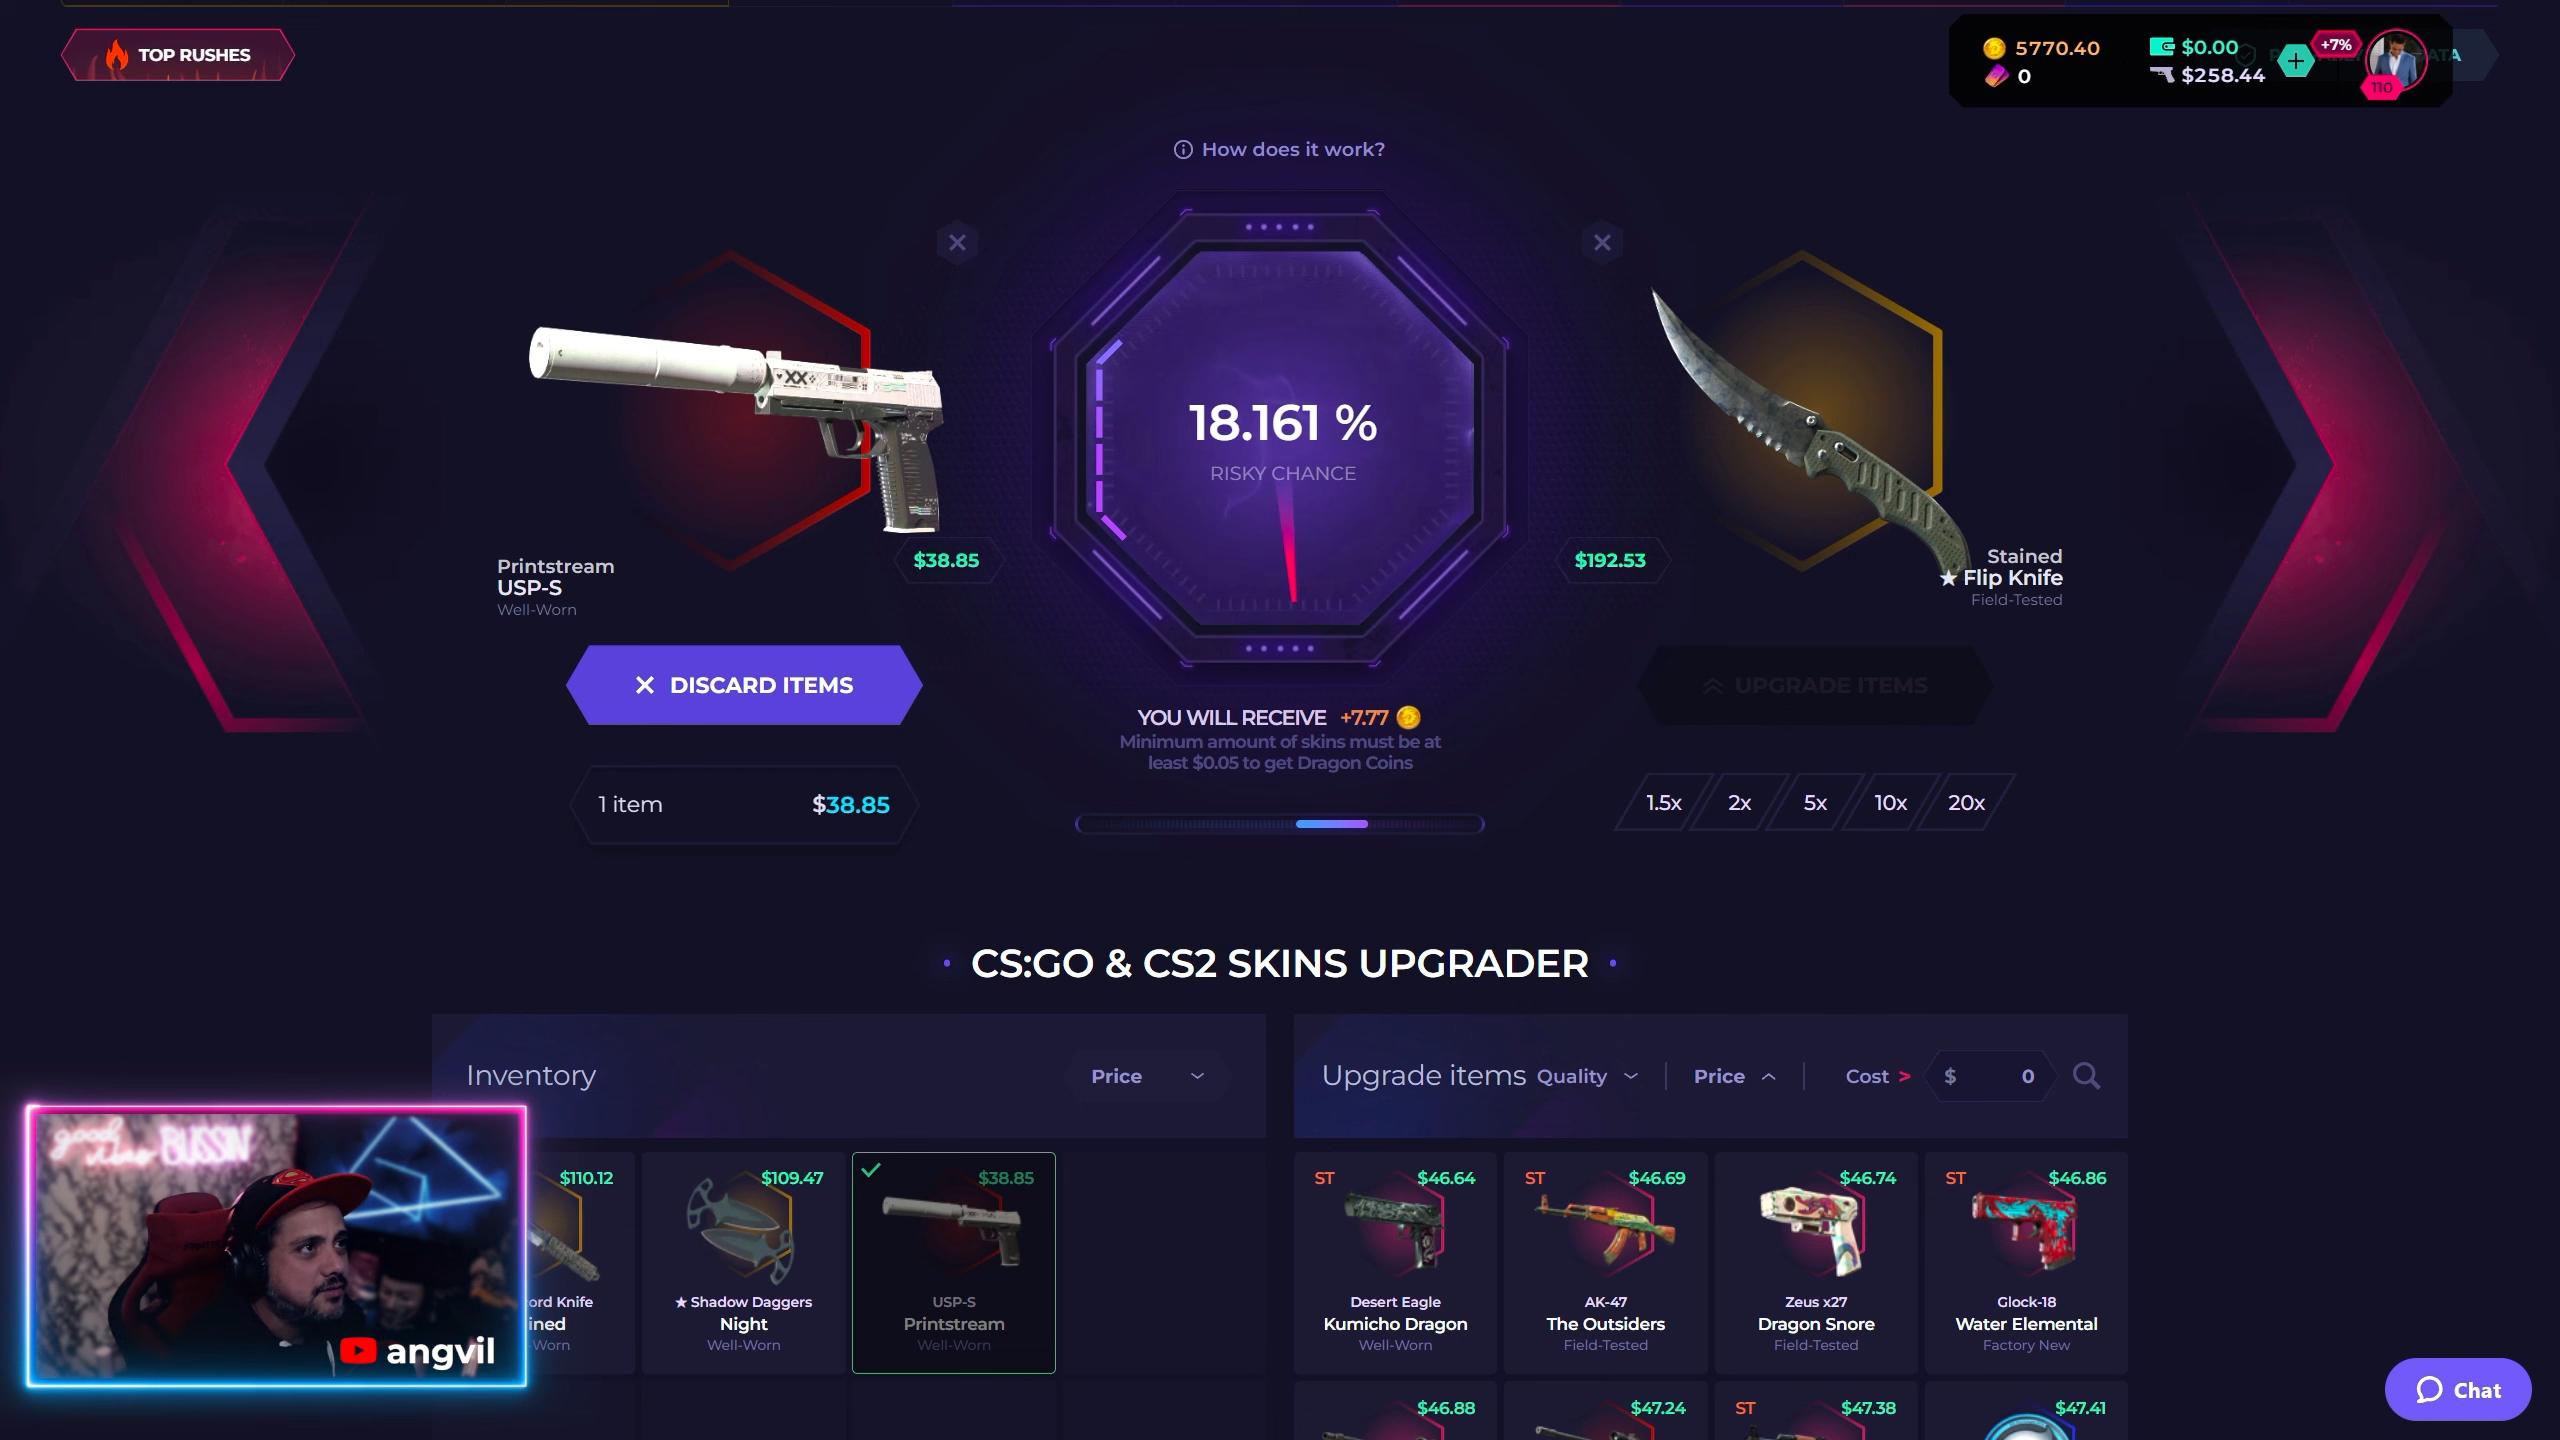 TOP RUSHES
5770.40
$0.00
+7%
0
$258.44
110
How does it work?
18.161 %
RISKY CHANCE
$38.85
$192.53
Printstream
USP-S
Well-Worn
Stained
★ Flip Knife
Field-Tested
DISCARD ITEMS
UPGRADE ITEMS
YOU WILL RECEIVE +7.77
Minimum amount of skins must be at
least $0.05 to get Dragon Coins
1 item $38.85
1.5x 2x 5x 10x 20x
• CS:GO & CS2 SKINS UPGRADER •
Inventory
Price
Upgrade items
Quality
Price
Cost > $ 0
$110.12
ord Knife
ined
Worn
$109.47
★ Shadow Daggers
Night
Well-Worn
$38.85
USP-S
Printstream
Well-Worn
ST $46.64
Desert Eagle
Kumicho Dragon
Well-Worn
ST $46.69
AK-47
The Outsiders
Field-Tested
$46.74
Zeus x27
Dragon Snore
Field-Tested
ST $46.86
Glock-18
Water Elemental
Factory New
$46.88
$47.24
ST $47.38
$47.41
good
BUSSIN'
angvil
Chat